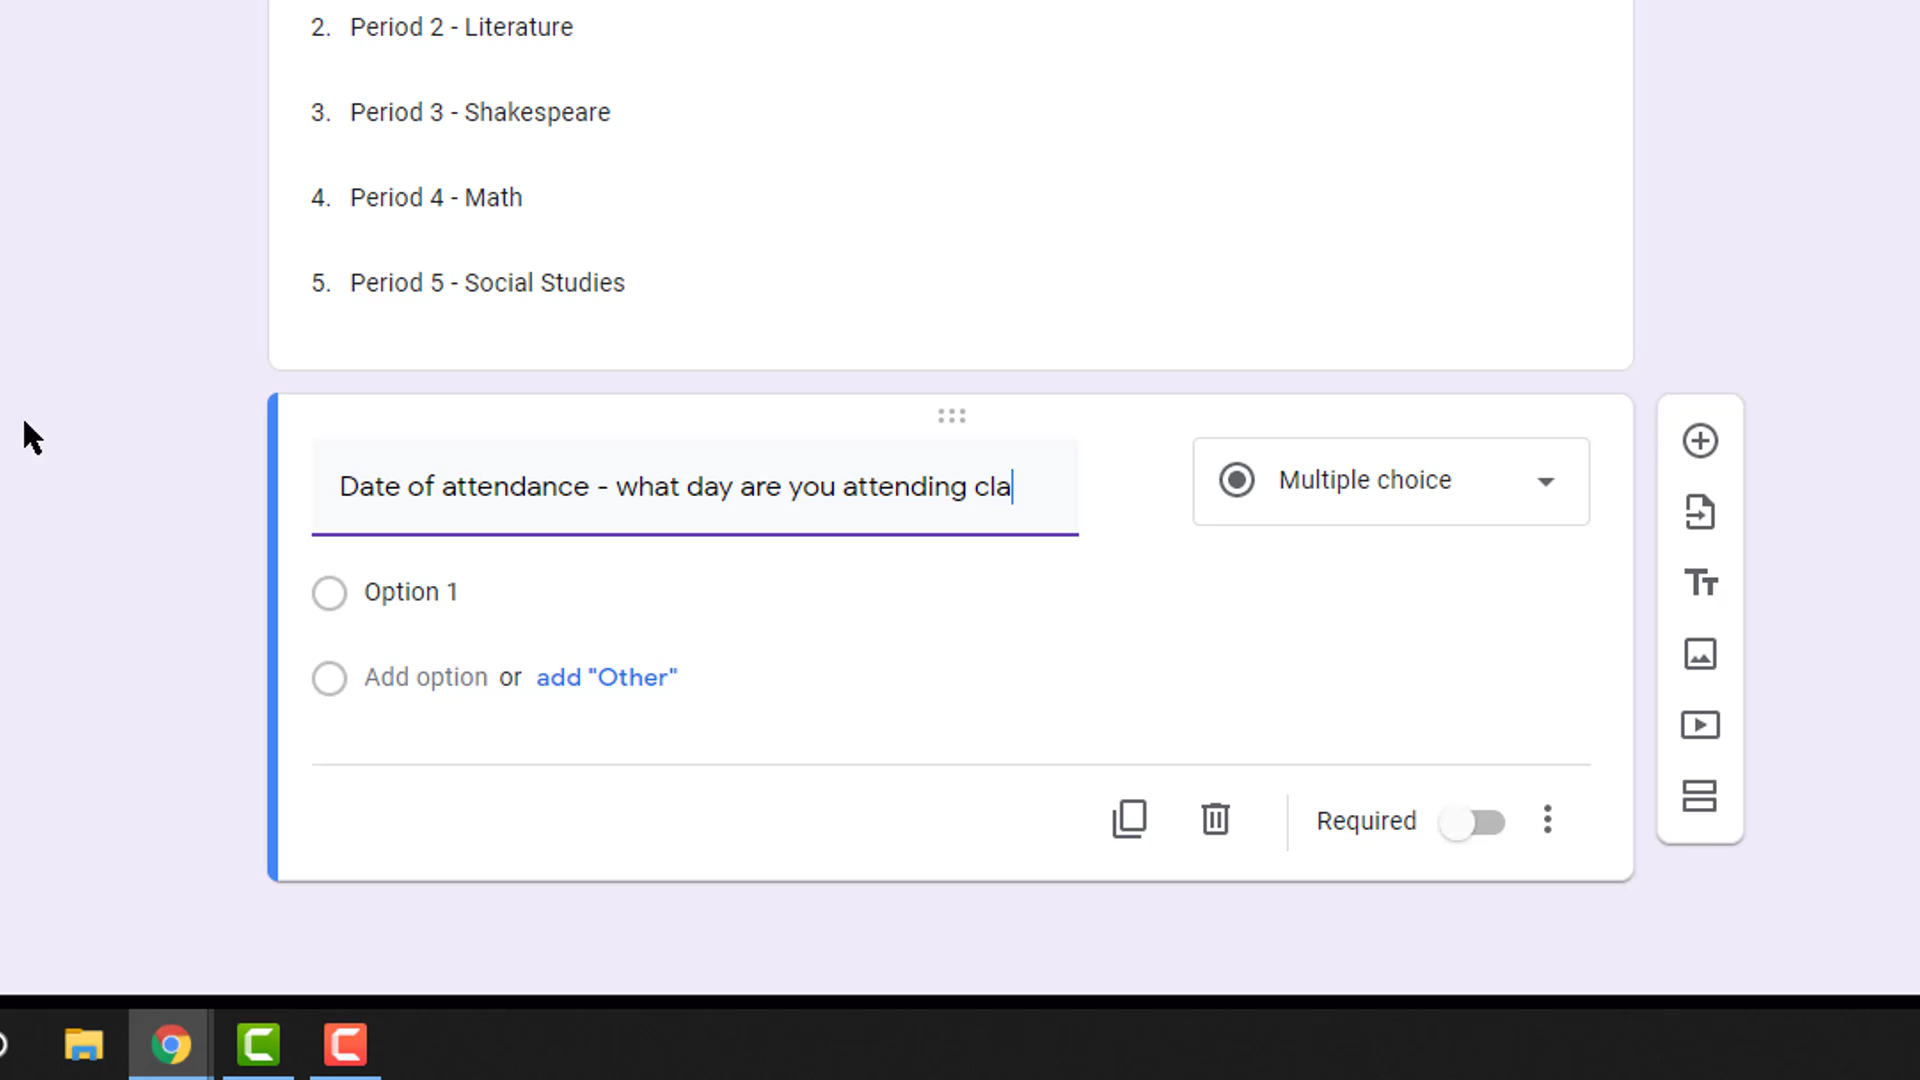 2. Period 2 - Literature
3. Period 3 - Shakespeare
4. Period 4 - Math
5. Period 5 - Social Studies
Date of attendance - what day are you attending cla
Multiple choice
Option 1
Add option or add "Other"
Required